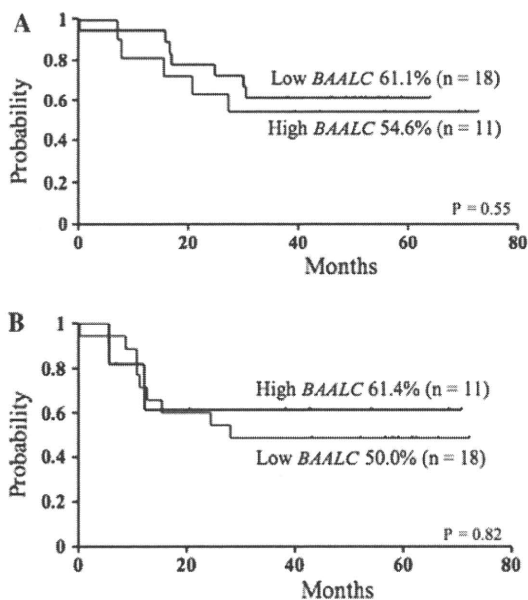 A
1
0.8
0.6
0.4
0.2
0
Probability
Low BAALC 61.1% (n = 18)
High BAALC 54.6% (n = 11)
P = 0.55
0 20 40 60 80
Months
B
1
0.8
0.6
0.4
0.2
0
Probability
High BAALC 61.4% (n = 11)
Low BAALC 50.0% (n = 18)
P = 0.82
0 20 40 60 80
Months